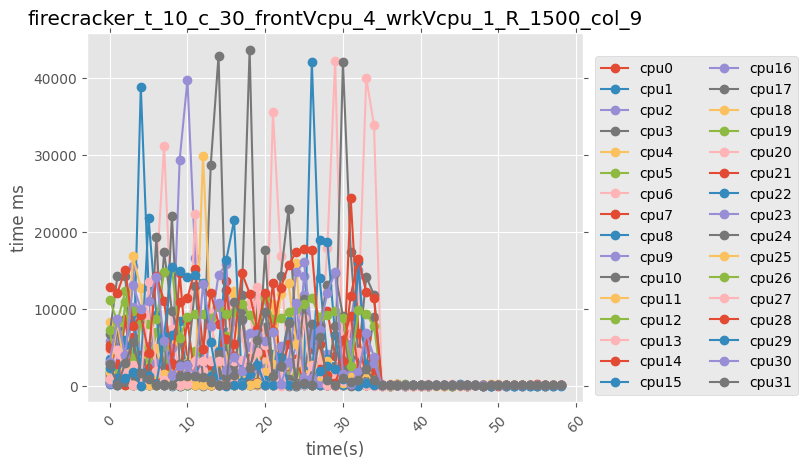 firecracker_t_10_c_30_frontVcpu_4_wrkVcpu_1_R_1500_col_9
40000
30000
20000
10000
0
time ms
0 10 20 30 40 50 60
time(s)
cpu0 cpu16
cpu1 cpu17
cpu2 cpu18
cpu3 cpu19
cpu4 cpu20
cpu5 cpu21
cpu6 cpu22
cpu7 cpu23
cpu8 cpu24
cpu9 cpu25
cpu10 cpu26
cpu11 cpu27
cpu12 cpu28
cpu13 cpu29
cpu14 cpu30
cpu15 cpu31